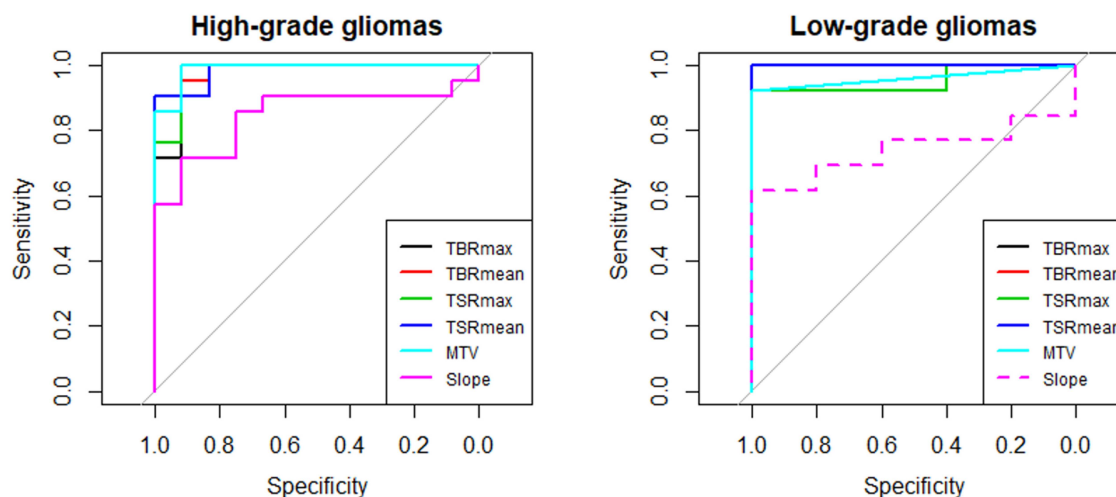 High-grade gliomas
Sensitivity
1.0
0.8
0.6
0.4
0.2
0.0
TBRmax
TBRmean
TSRmax
TSRmean
MTV
Slope
1.0 0.8 0.6 0.4 0.2 0.0
Specificity
Low-grade gliomas
Sensitivity
1.0
0.8
0.6
0.4
0.2
0.0
TBRmax
TBRmean
TSRmax
TSRmean
MTV
Slope
1.0 0.8 0.6 0.4 0.2 0.0
Specificity